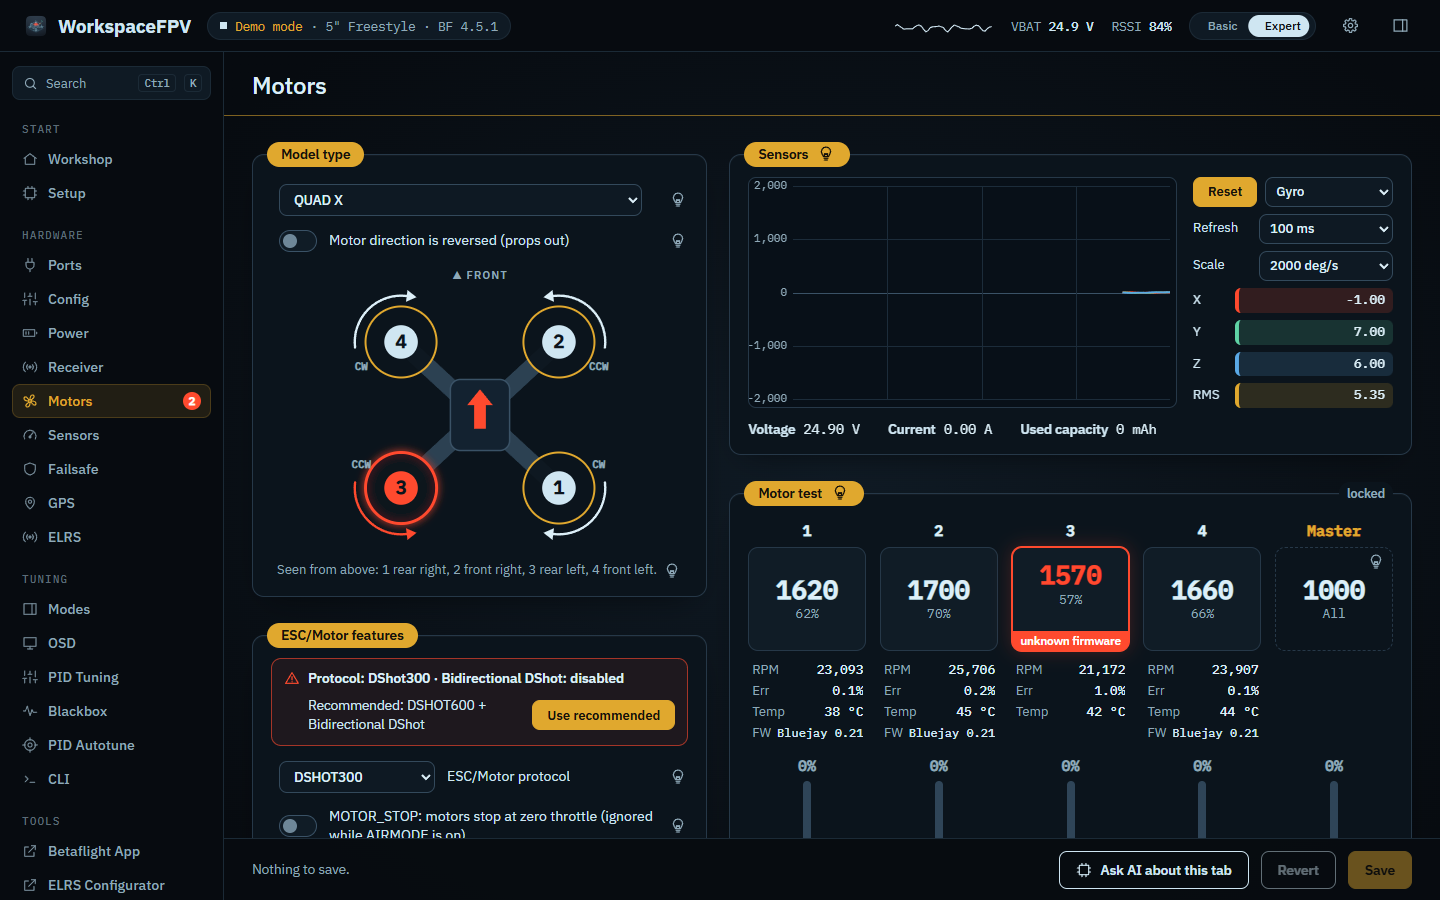 WorkspaceFPV
Demo mode · 5" Freestyle · BF 4.5.1
VBAT 24.9 V
RSSI 84%
Basic
Expert
Search
Ctrl K
START
Workshop
Setup
HARDWARE
Ports
Config
Power
Receiver
Motors
2
Sensors
Failsafe
GPS
ELRS
TUNING
Modes
OSD
PID Tuning
Blackbox
PID Autotune
CLI
TOOLS
Betaflight App
ELRS Configurator
Motors
Model type
QUAD X
Motor direction is reversed (props out)
▲ FRONT
4
CW
2
CCW
CCW
3
CW
1
Seen from above: 1 rear right, 2 front right, 3 rear left, 4 front left.
ESC/Motor features
Protocol: DShot300 · Bidirectional DShot: disabled
Recommended: DSHOT600 +
Bidirectional DShot
Use recommended
DSHOT300
ESC/Motor protocol
MOTOR_STOP: motors stop at zero throttle (ignored
while AIRMODE is on)
Sensors
2,000
1,000
0
-1,000
-2,000
Reset
Gyro
Refresh
100 ms
Scale
2000 deg/s
X
-1.00
Y
7.00
Z
6.00
RMS
5.35
Voltage 24.90 V
Current 0.00 A
Used capacity 0 mAh
Motor test
locked
1 2 3 4 Master
1620
62%
1700
70%
1570
57%
unknown firmware
1660
66%
1000
All
RPM 23,093 RPM 25,706 RPM 21,172 RPM 23,907
Err 0.1% Err 0.2% Err 1.0% Err 0.1%
Temp 38 °C Temp 45 °C Temp 42 °C Temp 44 °C
FW Bluejay 0.21 FW Bluejay 0.21 FW Bluejay 0.21
0% 0% 0% 0% 0%
Nothing to save.
Ask AI about this tab
Revert
Save